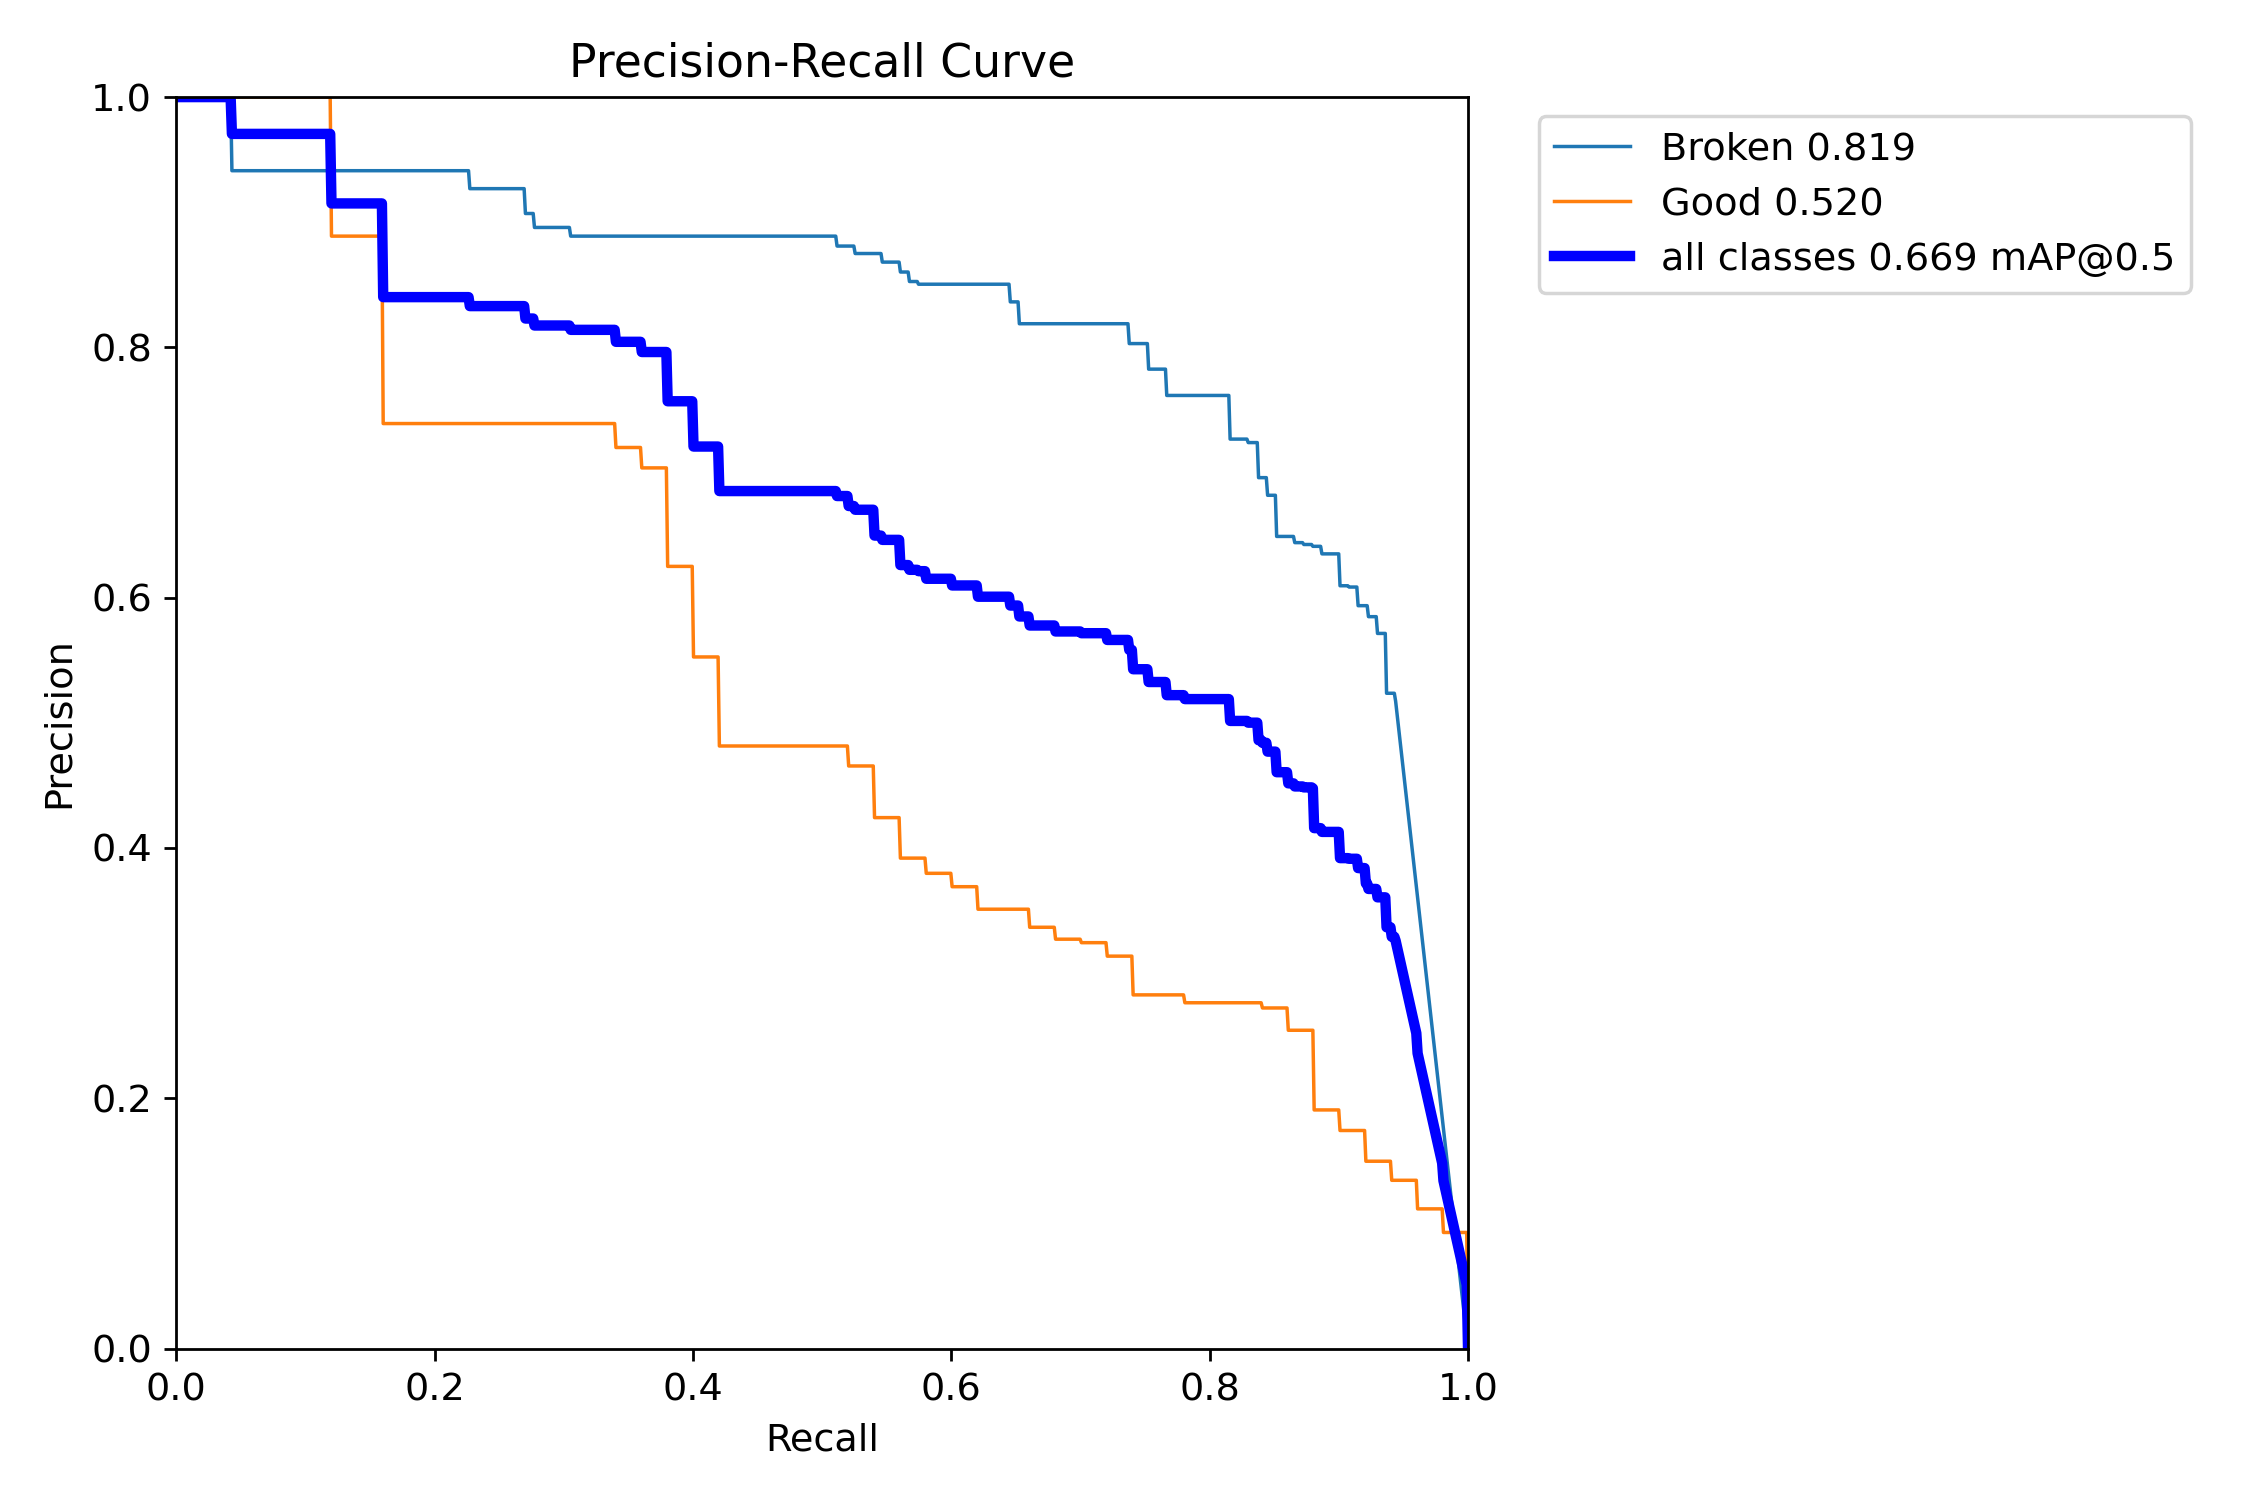 Precision-Recall Curve
1.0
0.8
0.6
0.4
0.2
0.0
Precision
0.0 0.2 0.4 0.6 0.8 1.0
Recall
Broken 0.819
Good 0.520
all classes 0.669 mAP@0.5